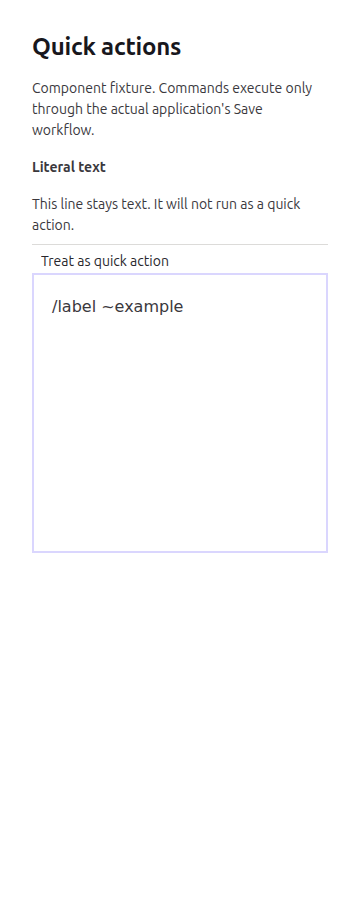 Quick actions
Component fixture. Commands execute only
through the actual application's Save
workflow.
Literal text
This line stays text. It will not run as a quick
action.
Treat as quick action
/label ~example